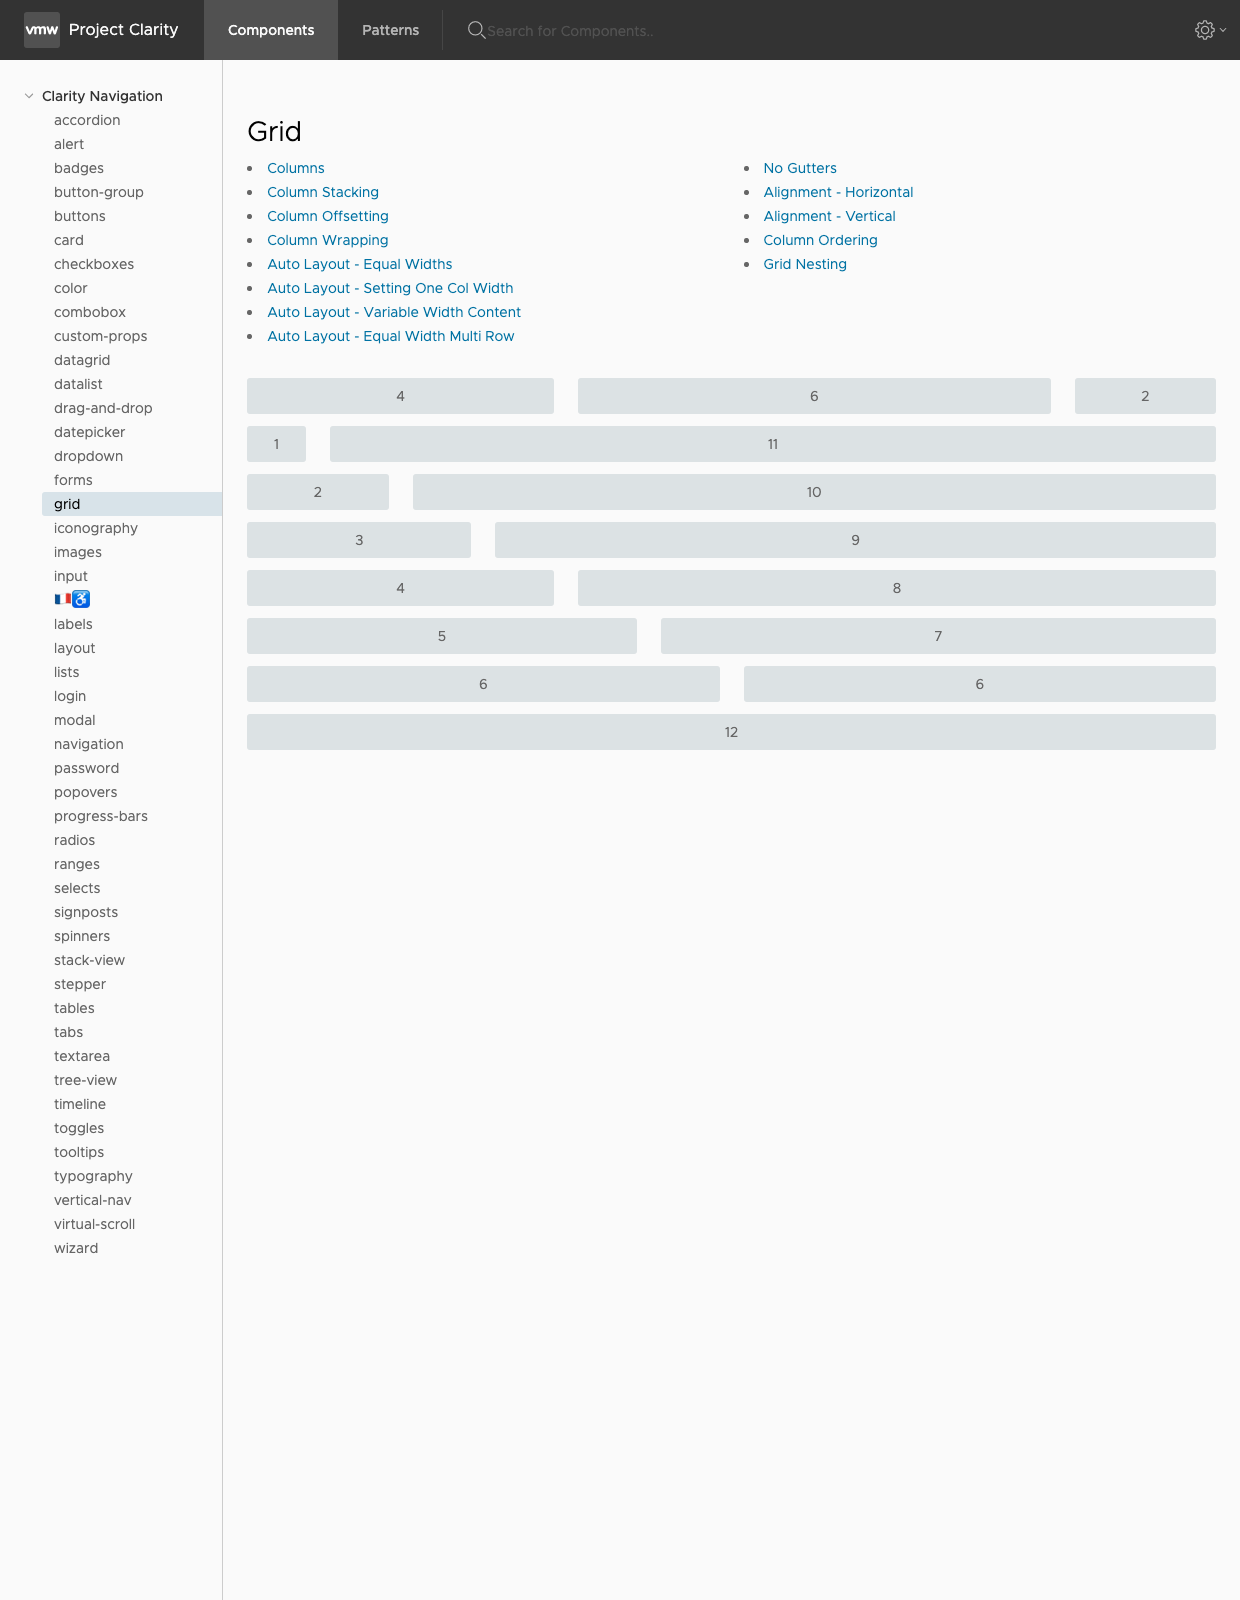 vmw Project Clarity Components Patterns Search for Components..
Clarity Navigation
accordion
alert
badges
button-group
buttons
card
checkboxes
color
combobox
custom-props
datagrid
datalist
drag-and-drop
datepicker
dropdown
forms
grid
iconography
images
input
🇫🇷♿
labels
layout
lists
login
modal
navigation
password
popovers
progress-bars
radios
ranges
selects
signposts
spinners
stack-view
stepper
tables
tabs
textarea
tree-view
timeline
toggles
tooltips
typography
vertical-nav
virtual-scroll
wizard
Grid
Columns
Column Stacking
Column Offsetting
Column Wrapping
Auto Layout - Equal Widths
Auto Layout - Setting One Col Width
Auto Layout - Variable Width Content
Auto Layout - Equal Width Multi Row
No Gutters
Alignment - Horizontal
Alignment - Vertical
Column Ordering
Grid Nesting
4 6 2
1 11
2 10
3 9
4 8
5 7
6 6
12